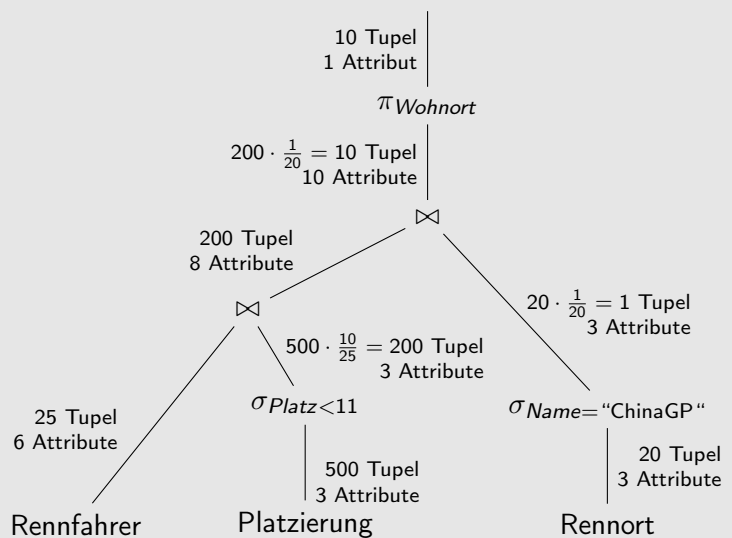 10 Tupel
1 Attribut
πWohnort
200 · 1/20 = 10 Tupel
10 Attribute
⋈
200 Tupel
8 Attribute
⋈
20 · 1/20 = 1 Tupel
3 Attribute
500 · 10/25 = 200 Tupel
3 Attribute
σPlatz<11
σName="ChinaGP"
25 Tupel
6 Attribute
20 Tupel
3 Attribute
500 Tupel
3 Attribute
Rennfahrer Platzierung Rennort